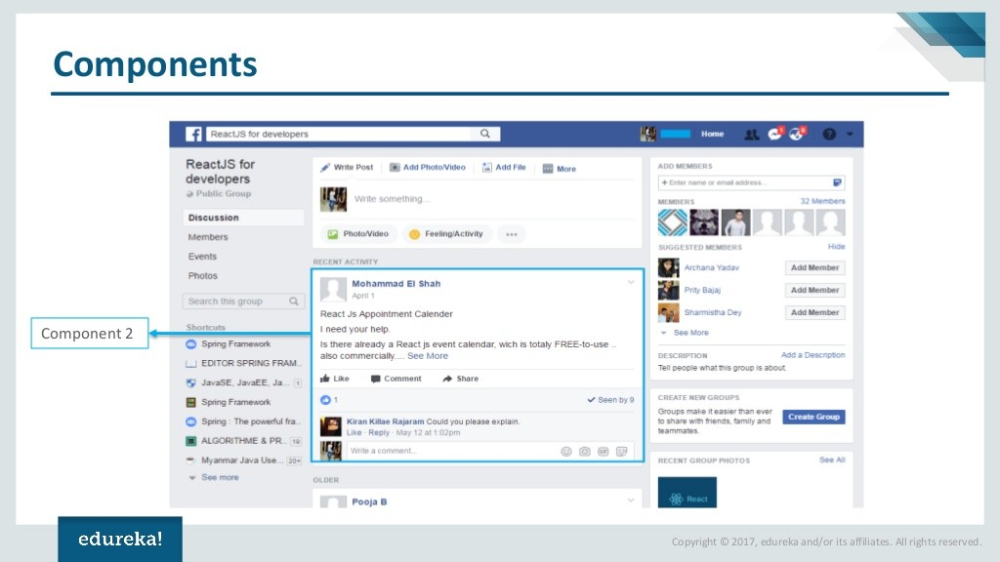 Components
ReactJS for developers
Home
ReactJS for
developers
Public Group
Discussion
Members
Events
Photos
Search this group
Shortcuts
Spring Framework
EDITOR SPRING FRAM..
JavaSE, JavaEE, Ja... 1
Spring Framework
Spring : The powerful fra..
ALGORITHME & PR.. 19
Myanmar Java Use... 20+
See more
Component 2
Write Post
Add Photo/Video
Add File
More
Write something...
Photo/Video
Feeling/Activity
RECENT ACTIVITY
Mohammad El Shah
April 1
React Js Appointment Calender
I need your help.
Is there already a React js event calendar, wich is totaly FREE-to-use ..
also commercially.... See More
Like Comment Share
1
Seen by 9
Kiran Killae Rajaram Could you please explain.
Like · Reply · May 12 at 1:02pm
Write a comment...
OLDER
Pooja B
ADD MEMBERS
+ Enter name or email address...
MEMBERS
32 Members
SUGGESTED MEMBERS
Hide
Archana Yadav
Add Member
Prity Bajaj
Add Member
Sharmistha Dey
Add Member
See More
DESCRIPTION
Add a Description
Tell people what this group is about.
CREATE NEW GROUPS
Groups make it easier than ever
to share with friends, family and
teammates.
Create Group
RECENT GROUP PHOTOS
See All
React
edureka!
Copyright © 2017, edureka and/or its affiliates. All rights reserved.